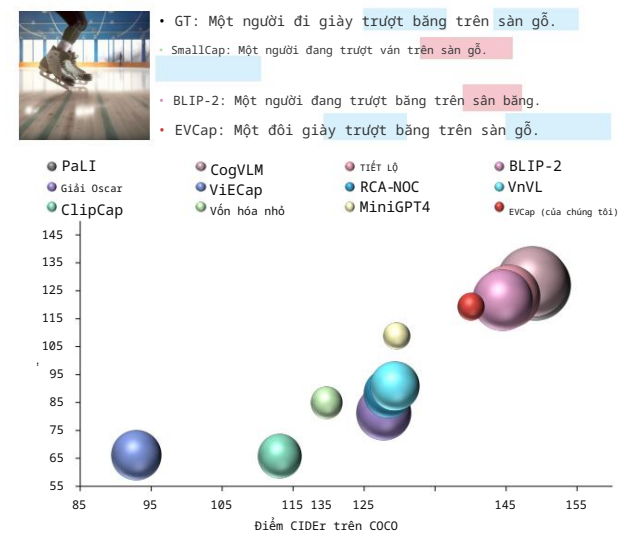 • GT: Một người đi giày trượt băng trên sàn gỗ.
• SmallCap: Một người đang trượt ván trên sàn gỗ.
• BLIP-2: Một người đang trượt băng trên sân băng.
• EVCap: Một đôi giày trượt băng trên sàn gỗ.
PaLI CogVLM TIẾT LỘ BLIP-2
Giải Oscar ViECap RCA-NOC VnVL
ClipCap Vốn hóa nhỏ MiniGPT4 EVCap (của chúng tôi)
145
135
125
115
105
95
85
75
65
55
85 95 105 115 135 125 145 155
Điểm CIDEr trên COCO